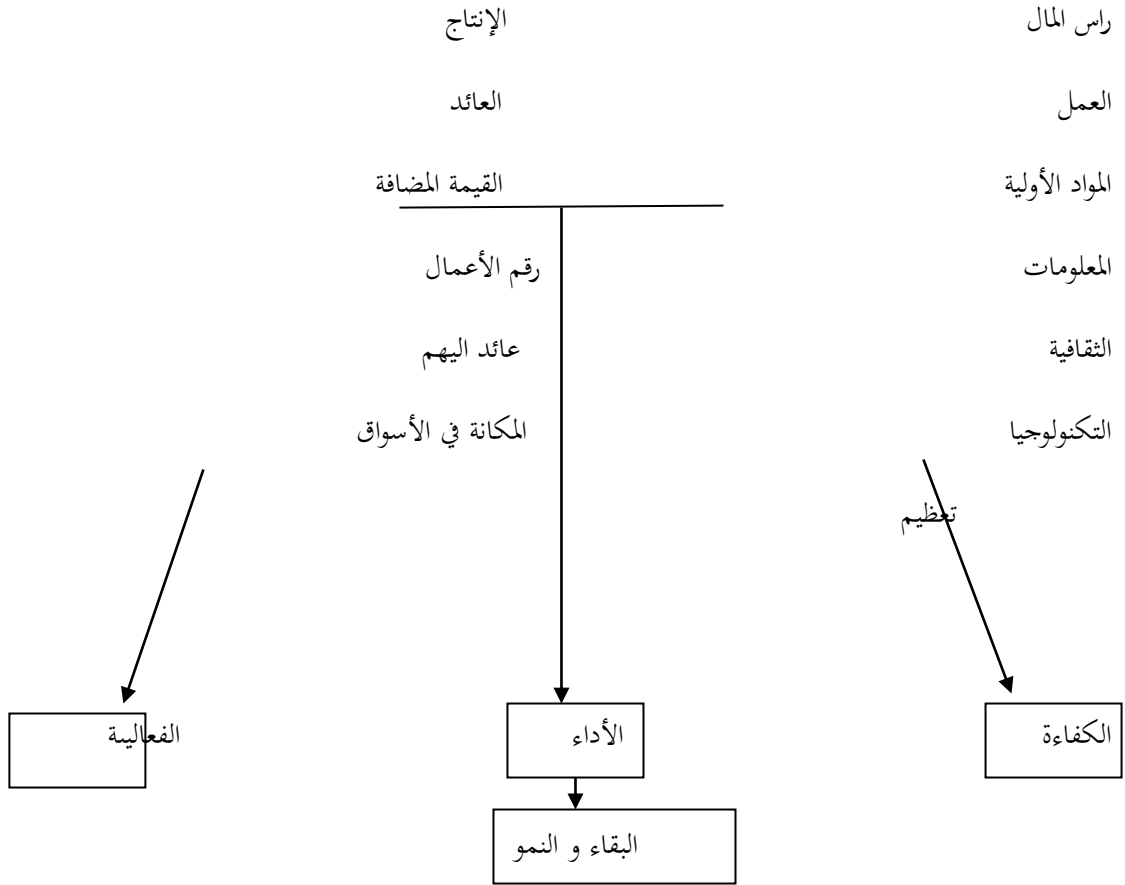 راس المال الإنتاج
العمل العائد
المواد الأولية القيمة المضافة
المعلومات رقم الأعمال
الثقافية عائد اليهم
التكنولوجيا المكانة في الأسواق
تعظيم
الكفاءة الأداء الفعالية
البقاء و النمو